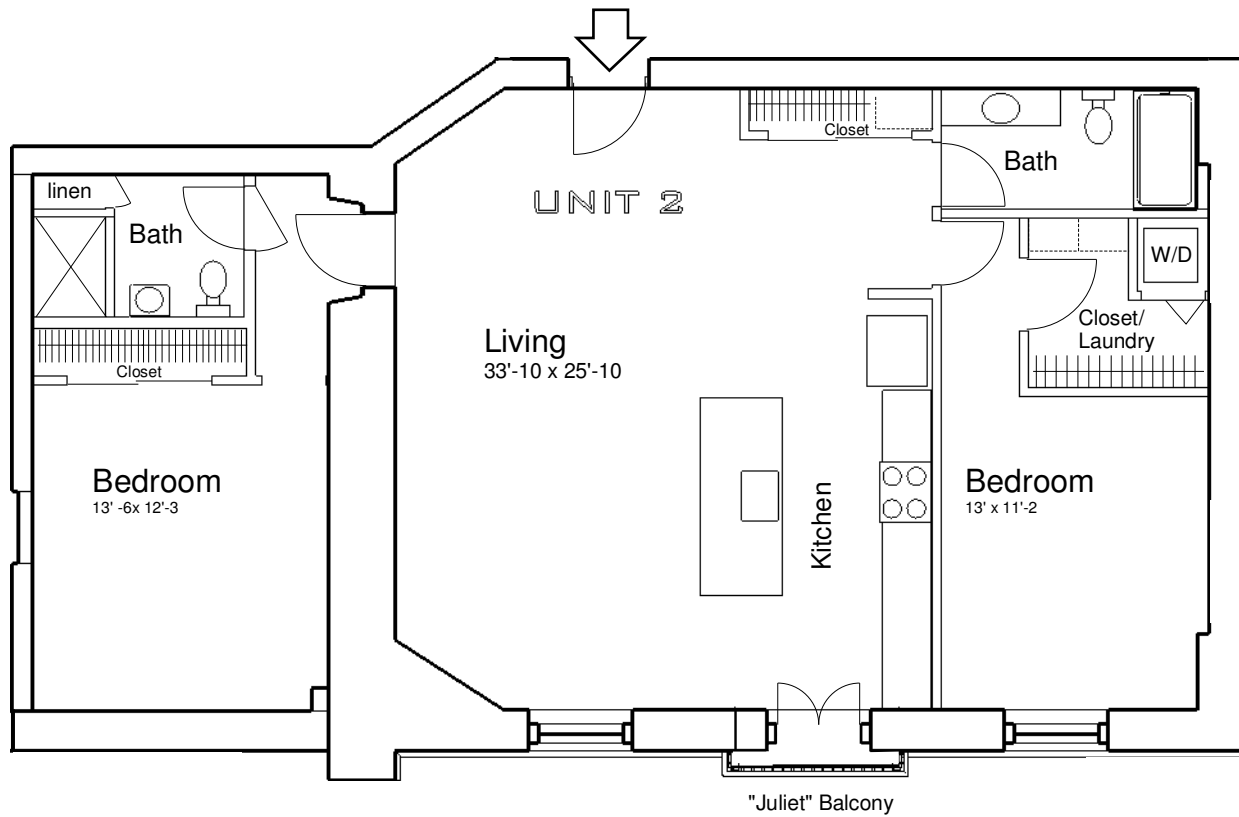 linen
Bath
Closet
Bedroom
13' -6x 12'-3
UNIT 2
Living
33'-10 x 25'-10
Closet
Kitchen
Bath
W/D
Closet/
Laundry
Bedroom
13' x 11'-2
"Juliet" Balcony